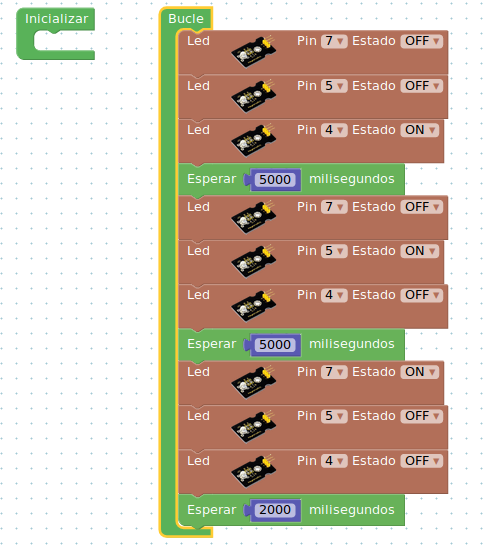 Inicializar
Bucle
Led Pin 7 Estado OFF
Led Pin 5 Estado OFF
Led Pin 4 Estado ON
Esperar 5000 milisegundos
Led Pin 7 Estado OFF
Led Pin 5 Estado ON
Led Pin 4 Estado OFF
Esperar 5000 milisegundos
Led Pin 7 Estado ON
Led Pin 5 Estado OFF
Led Pin 4 Estado OFF
Esperar 2000 milisegundos